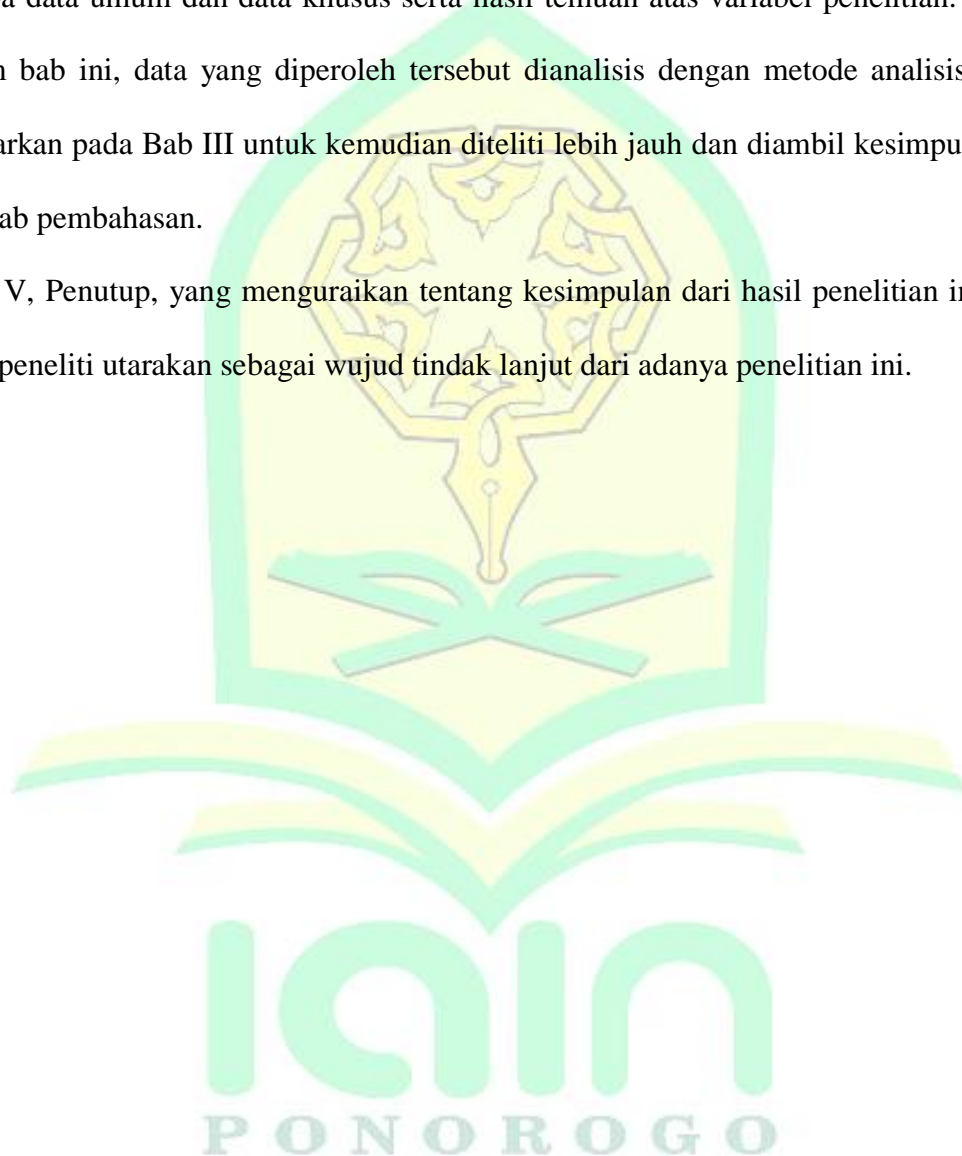 data umum dan data khusus serta hasil temuan atas variabel penelitian.
bab ini, data yang diperoleh tersebut dianalisis dengan metode analisis
arkan pada Bab III untuk kemudian diteliti lebih jauh dan diambil kesimpu
ab pembahasan.
V, Penutup, yang menguraikan tentang kesimpulan dari hasil penelitian in
peneliti utarakan sebagai wujud tindak lanjut dari adanya penelitian ini.
iain
PONOROGO